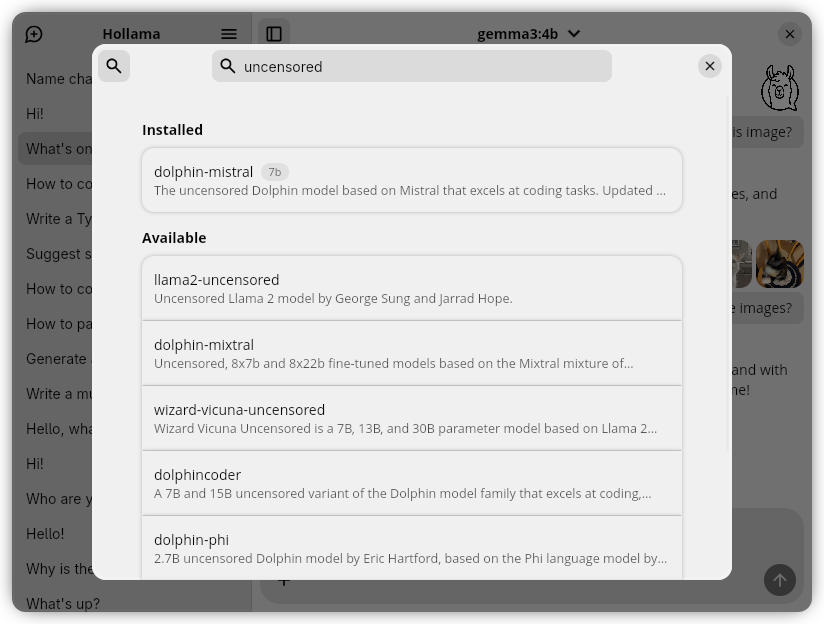 Hollama
gemma3:4b
Name cha
Hi!
What's on
How to co
Write a Ty
Suggest s
How to co
How to pa
Generate
Write a mu
Hello, wha
Hi!
Who are y
Hello!
Why is the
What's up?
is image?
es, and
e images?
and with
ne!
uncensored
Installed
dolphin-mistral 7b
The uncensored Dolphin model based on Mistral that excels at coding tasks. Updated ...
Available
llama2-uncensored
Uncensored Llama 2 model by George Sung and Jarrad Hope.
dolphin-mixtral
Uncensored, 8x7b and 8x22b fine-tuned models based on the Mixtral mixture of...
wizard-vicuna-uncensored
Wizard Vicuna Uncensored is a 7B, 13B, and 30B parameter model based on Llama 2...
dolphincoder
A 7B and 15B uncensored variant of the Dolphin model family that excels at coding,...
dolphin-phi
2.7B uncensored Dolphin model by Eric Hartford, based on the Phi language model by...